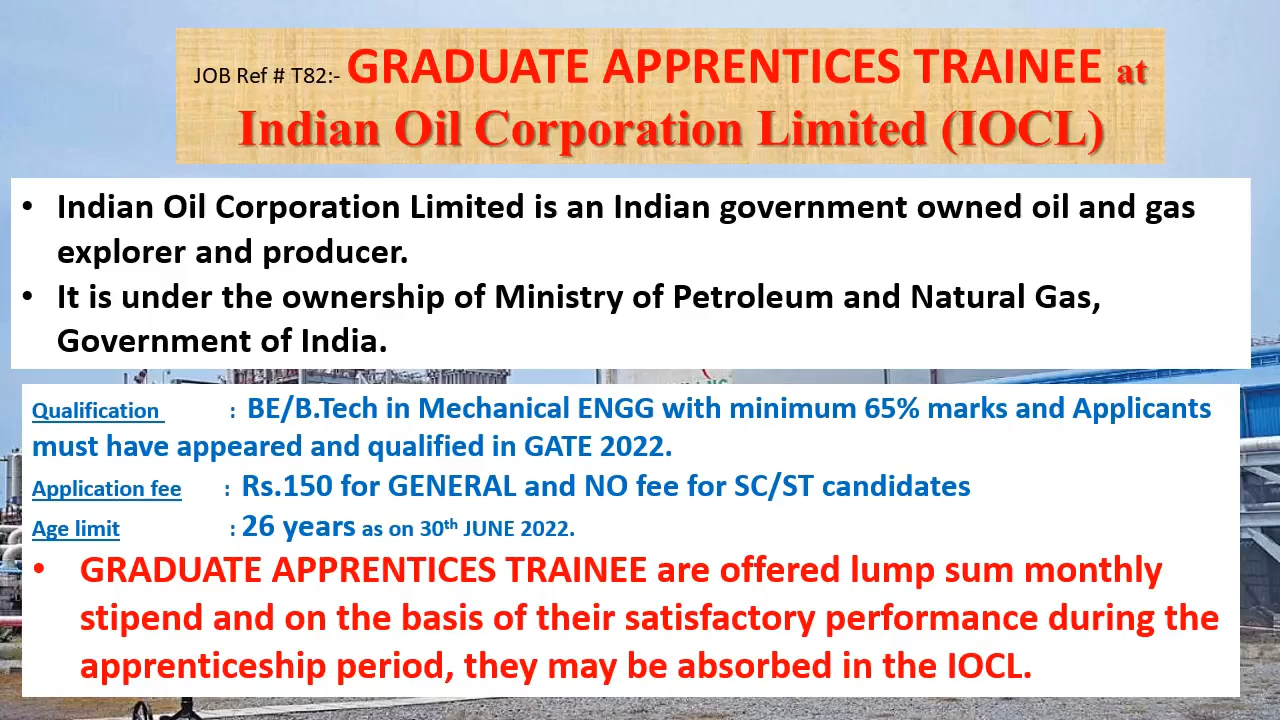 JOB Ref # T82:- GRADUATE APPRENTICES TRAINEE at
Indian Oil Corporation Limited (IOCL)
• Indian Oil Corporation Limited is an Indian government owned oil and gas
explorer and producer.
• It is under the ownership of Ministry of Petroleum and Natural Gas,
Government of India.
Qualification : BE/B.Tech in Mechanical ENGG with minimum 65% marks and Applicants
must have appeared and qualified in GATE 2022.
Application fee : Rs.150 for GENERAL and NO fee for SC/ST candidates
Age limit : 26 years as on 30th JUNE 2022.
• GRADUATE APPRENTICES TRAINEE are offered lump sum monthly
stipend and on the basis of their satisfactory performance during the
apprenticeship period, they may be absorbed in the IOCL.